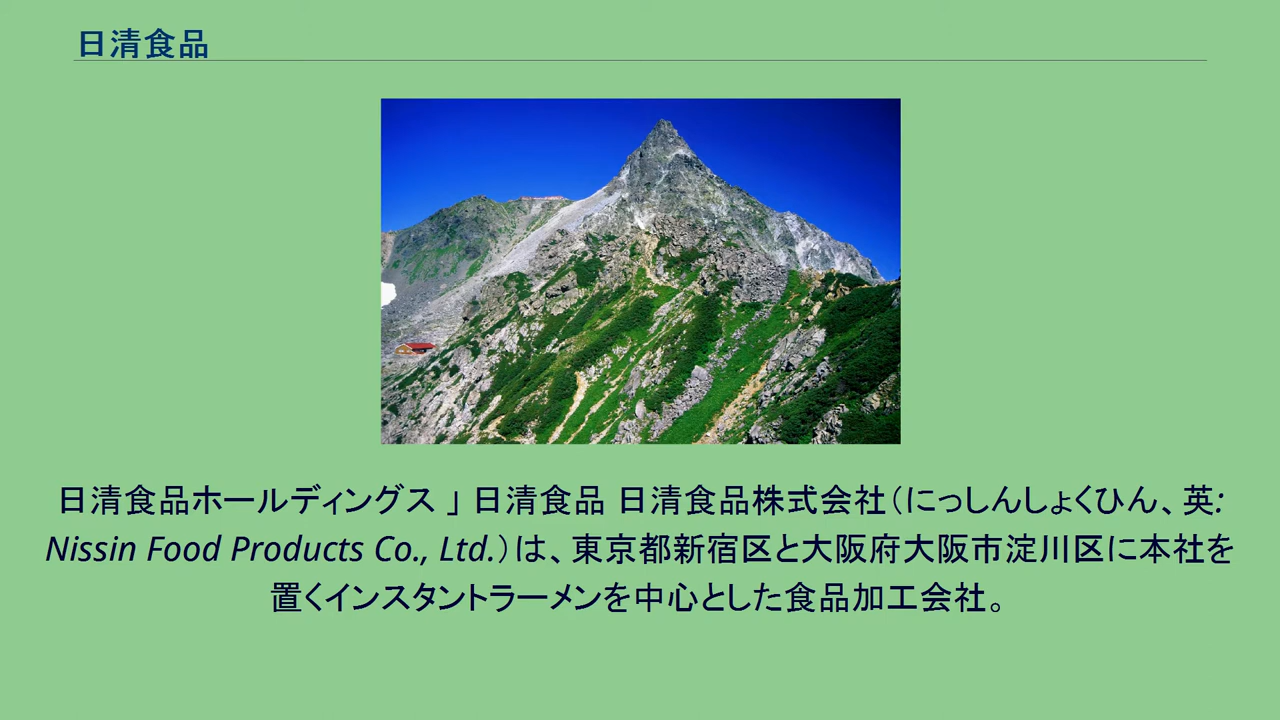 日清食品
日清食品ホールディングス 」 日清食品 日清食品株式会社（にっしんしょくひん、英:
Nissin Food Products Co., Ltd.）は、東京都新宿区と大阪府大阪市淀川区に本社を
置くインスタントラーメンを中心とした食品加工会社。